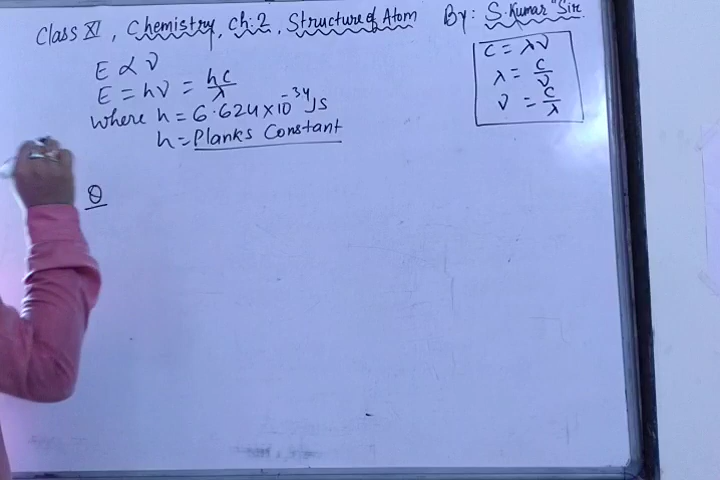 Class XI, Chemistry, Ch:2, Structure of Atom By: S. Kumar "Sir"
E ∝ ν
E = hν = hc/λ
where h = 6.624×10⁻³⁴ Js
h = Planks Constant
Q
C = λν
λ = C/ν
ν = C/λ